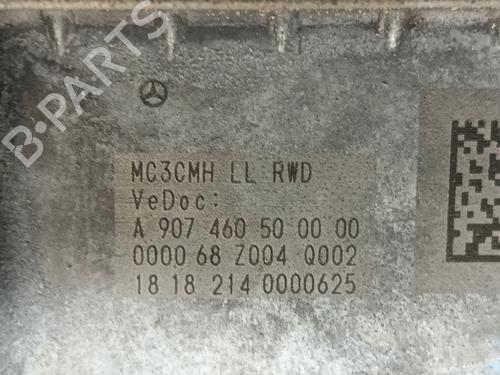 B-PARTS
MC3CMH LL RWD
VeDoc:
A 907 460 50 00 00
0000 68 Z004 Q002
18 18 214 0000625